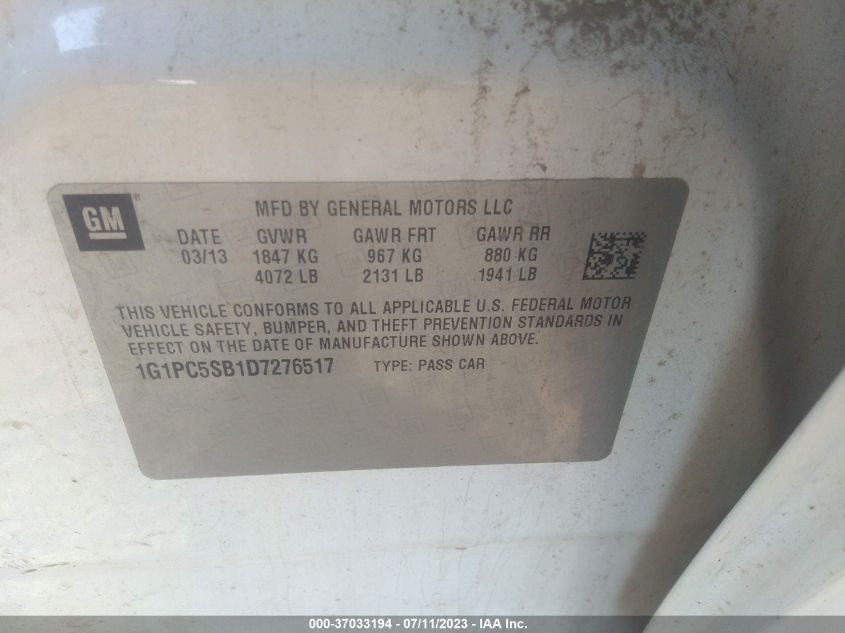 GM
MFD BY GENERAL MOTORS LLC
DATE GVWR GAWR FRT GAWR RR
03/13 1847 KG 967 KG 880 KG
4072 LB 2131 LB 1941 LB
THIS VEHICLE CONFORMS TO ALL APPLICABLE U.S. FEDERAL MOTOR
VEHICLE SAFETY, BUMPER, AND THEFT PREVENTION STANDARDS IN
EFFECT ON THE DATE OF MANUFACTURE SHOWN ABOVE.
1G1PC5SB1D7276517 TYPE: PASS CAR
000-37033194 - 07/11/2023 - IAA Inc.